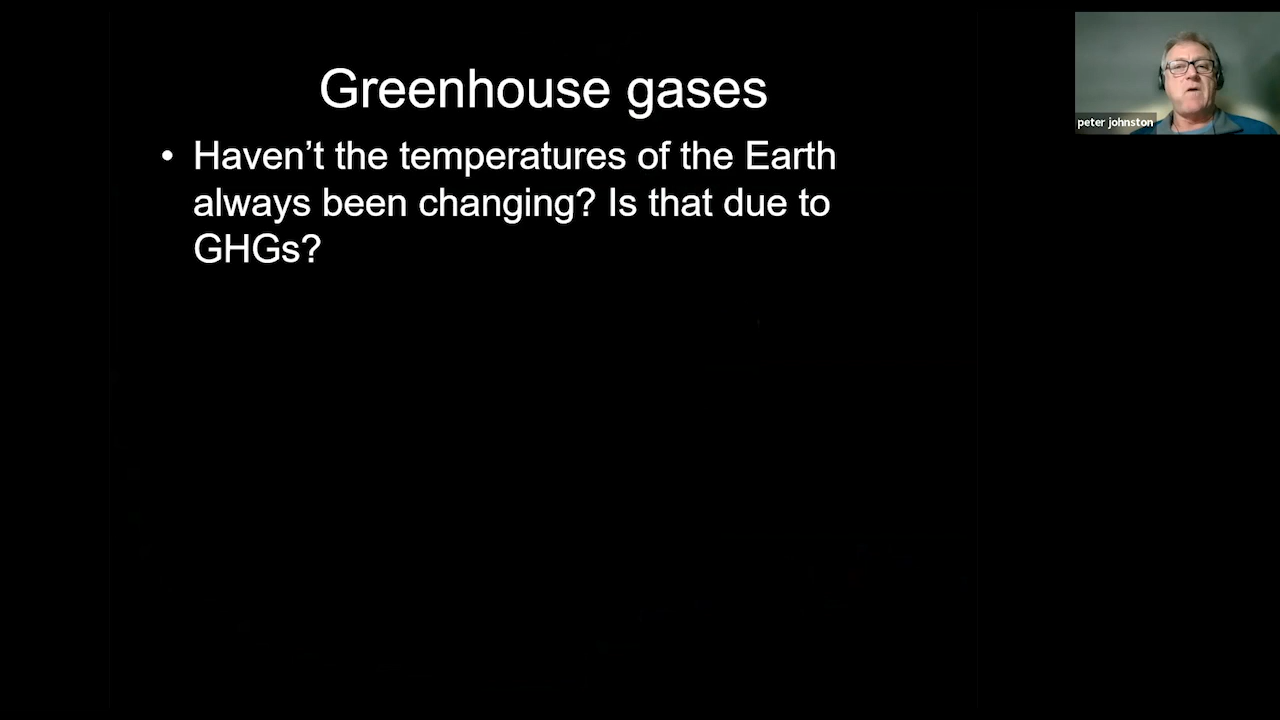 Greenhouse gases
peter johnston
• Haven’t the temperatures of the Earth
always been changing? Is that due to
GHGs?